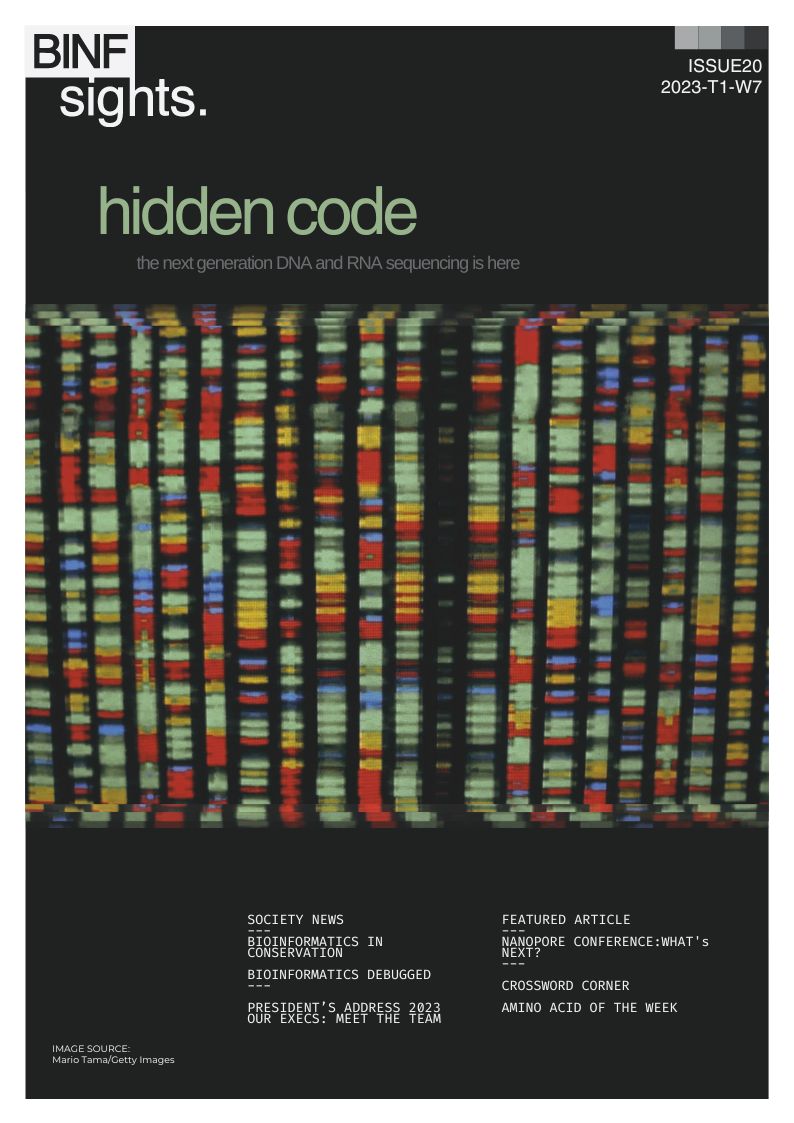 BINF
sights.
ISSUE20
2023-T1-W7
hidden code
the next generation DNA and RNA sequencing is here
SOCIETY NEWS
---
BIOINFORMATICS IN
CONSERVATION
BIOINFORMATICS DEBUGGED
---
PRESIDENT’S ADDRESS 2023
OUR EXECS: MEET THE TEAM
FEATURED ARTICLE
---
NANOPORE CONFERENCE:WHAT's
NEXT?
---
CROSSWORD CORNER
AMINO ACID OF THE WEEK
IMAGE SOURCE:
Mario Tama/Getty Images